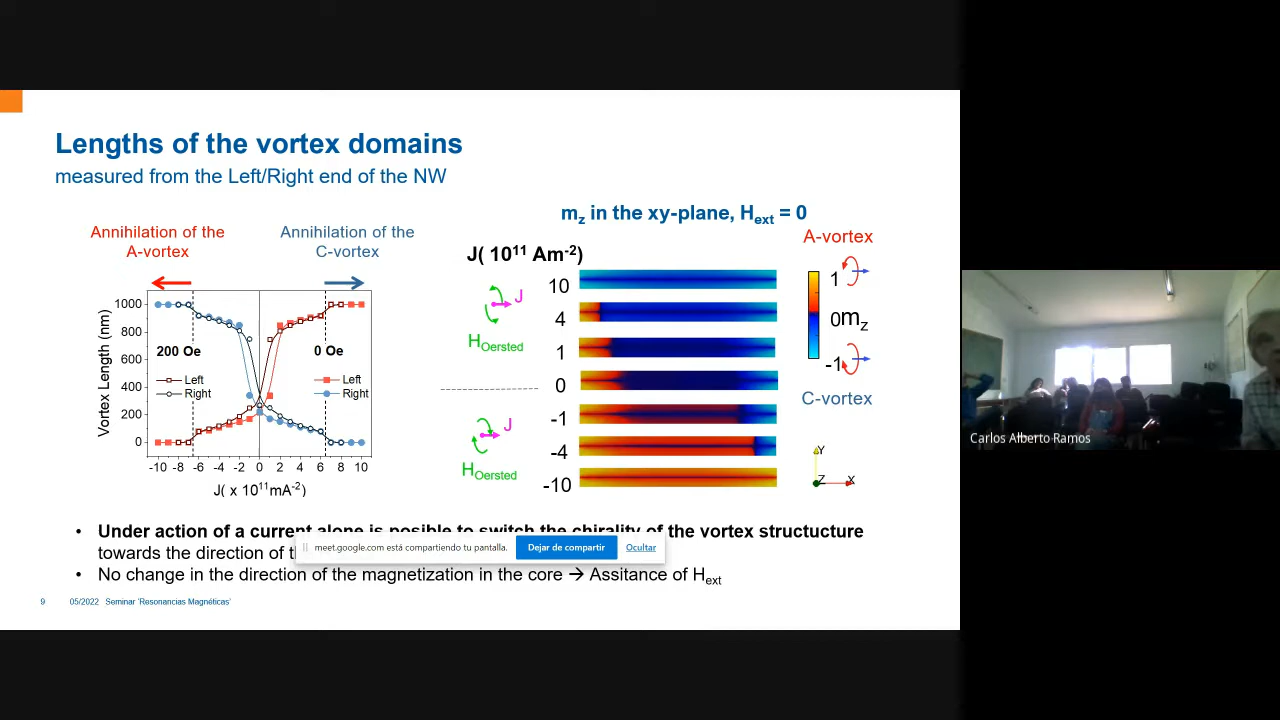 Lengths of the vortex domains
measured from the Left/Right end of the NW
Annihilation of the
A-vortex
Annihilation of the
C-vortex
Vortex Length (nm)
1000
800
600
400
200
0
200 Oe
0 Oe
Left
Right
Left
Right
-10 -8 -6 -4 -2 0 2 4 6 8 10
J( x 10¹¹mA⁻²)
m_z in the xy-plane, H_ext = 0
J( 10¹¹ Am⁻²)
10
4
1
0
-1
-4
-10
J
H_Oersted
J
H_Oersted
A-vortex
1
0 m_z
-1
C-vortex
Y
Z
X
• Under action of a current alone is posible to switch the chirality of the vortex structucture
towards the direction of
meet.google.com está compartiendo tu pantalla.
Dejar de compartir
Ocultar
• No change in the direction of the magnetization in the core → Assitance of H_ext
9 05/2022 Seminar 'Resonancias Magnéticas'
Carlos Alberto Ramos